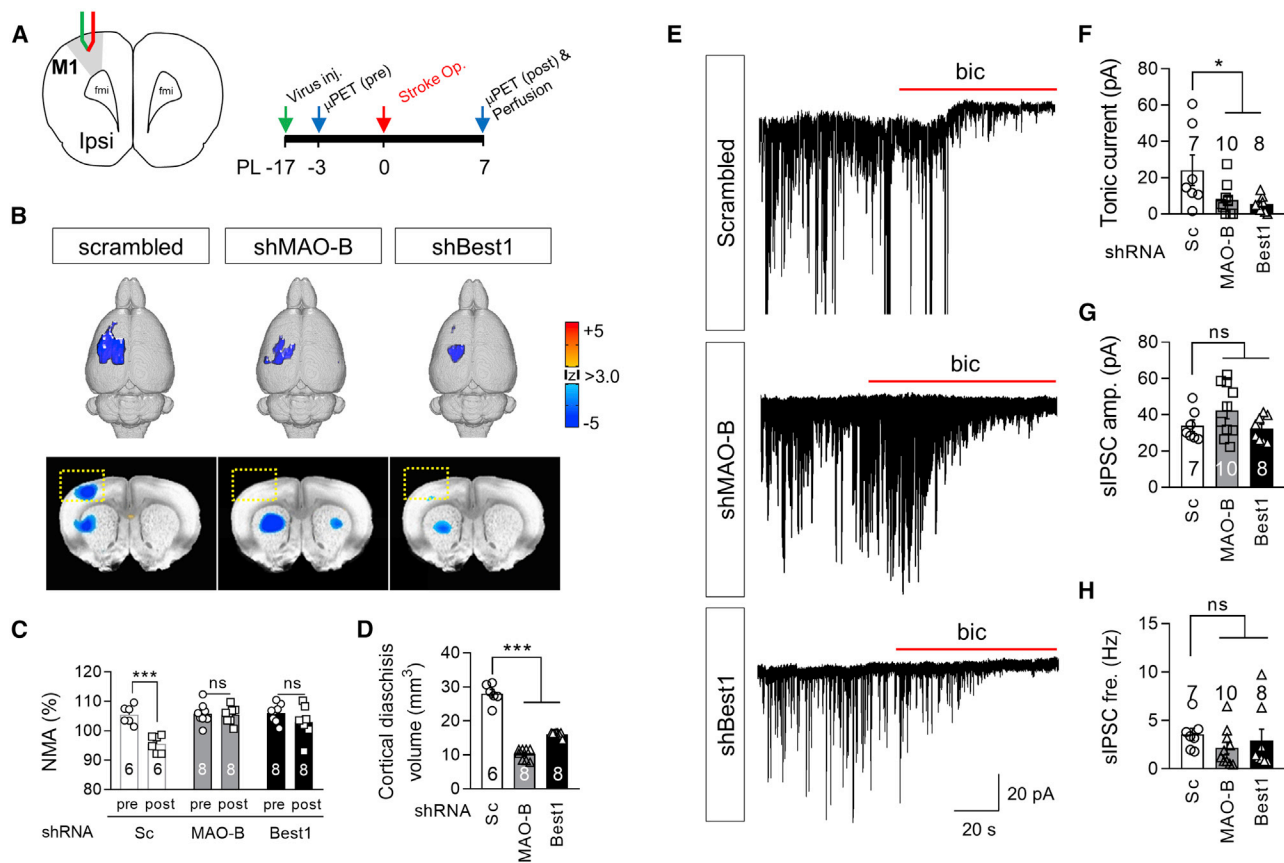 A
M1
fmi
fmi
Ipsi
Virus inj.
μPET (pre)
Stroke Op.
μPET (post) &
Perfusion
PL -17
-3
0
7
B
scrambled
shMAO-B
shBest1
+5
|z| >3.0
-5
C
NMA (%)
120
110
100
90
80
***
ns
ns
6
6
8
8
8
8
pre
post
pre
post
pre
post
shRNA
Sc
MAO-B
Best1
D
Cortical diaschisis
volume (mm³)
40
30
20
10
0
***
6
8
8
shRNA
Sc
MAO-B
Best1
E
Scrambled
bic
shMAO-B
bic
shBest1
bic
20 pA
20 s
F
Tonic current (pA)
80
60
40
20
0
*
7
10
8
shRNA
Sc
MAO-B
Best1
G
sIPSC amp. (pA)
80
60
40
20
0
ns
7
10
8
Sc
MAO-B
Best1
H
sIPSC fre. (Hz)
15
10
5
0
ns
7
10
8
Sc
MAO-B
Best1